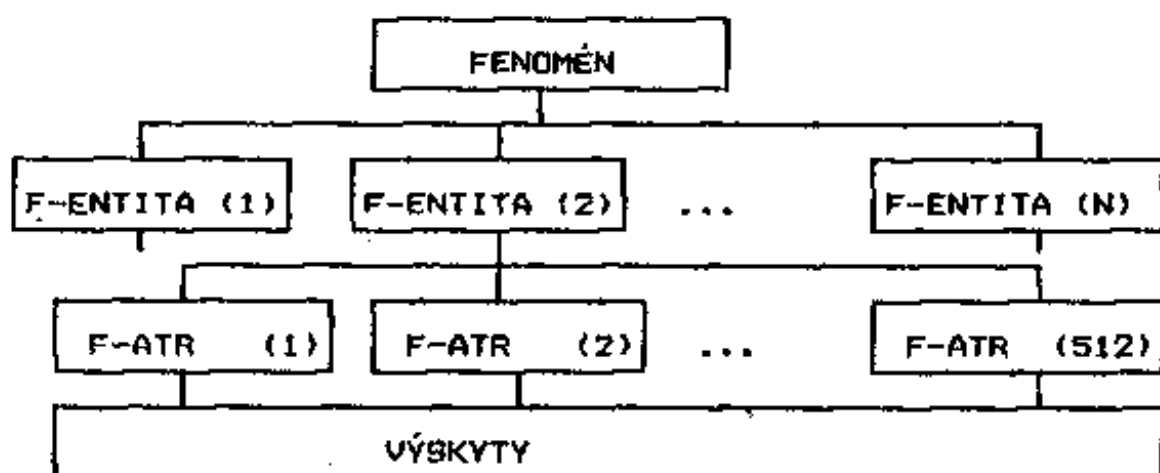 FENOMÉN
F-ENTITA (1) F-ENTITA (2) ... F-ENTITA (N)
F-ATR (1) F-ATR (2) ... F-ATR (512)
VÝSKYTY